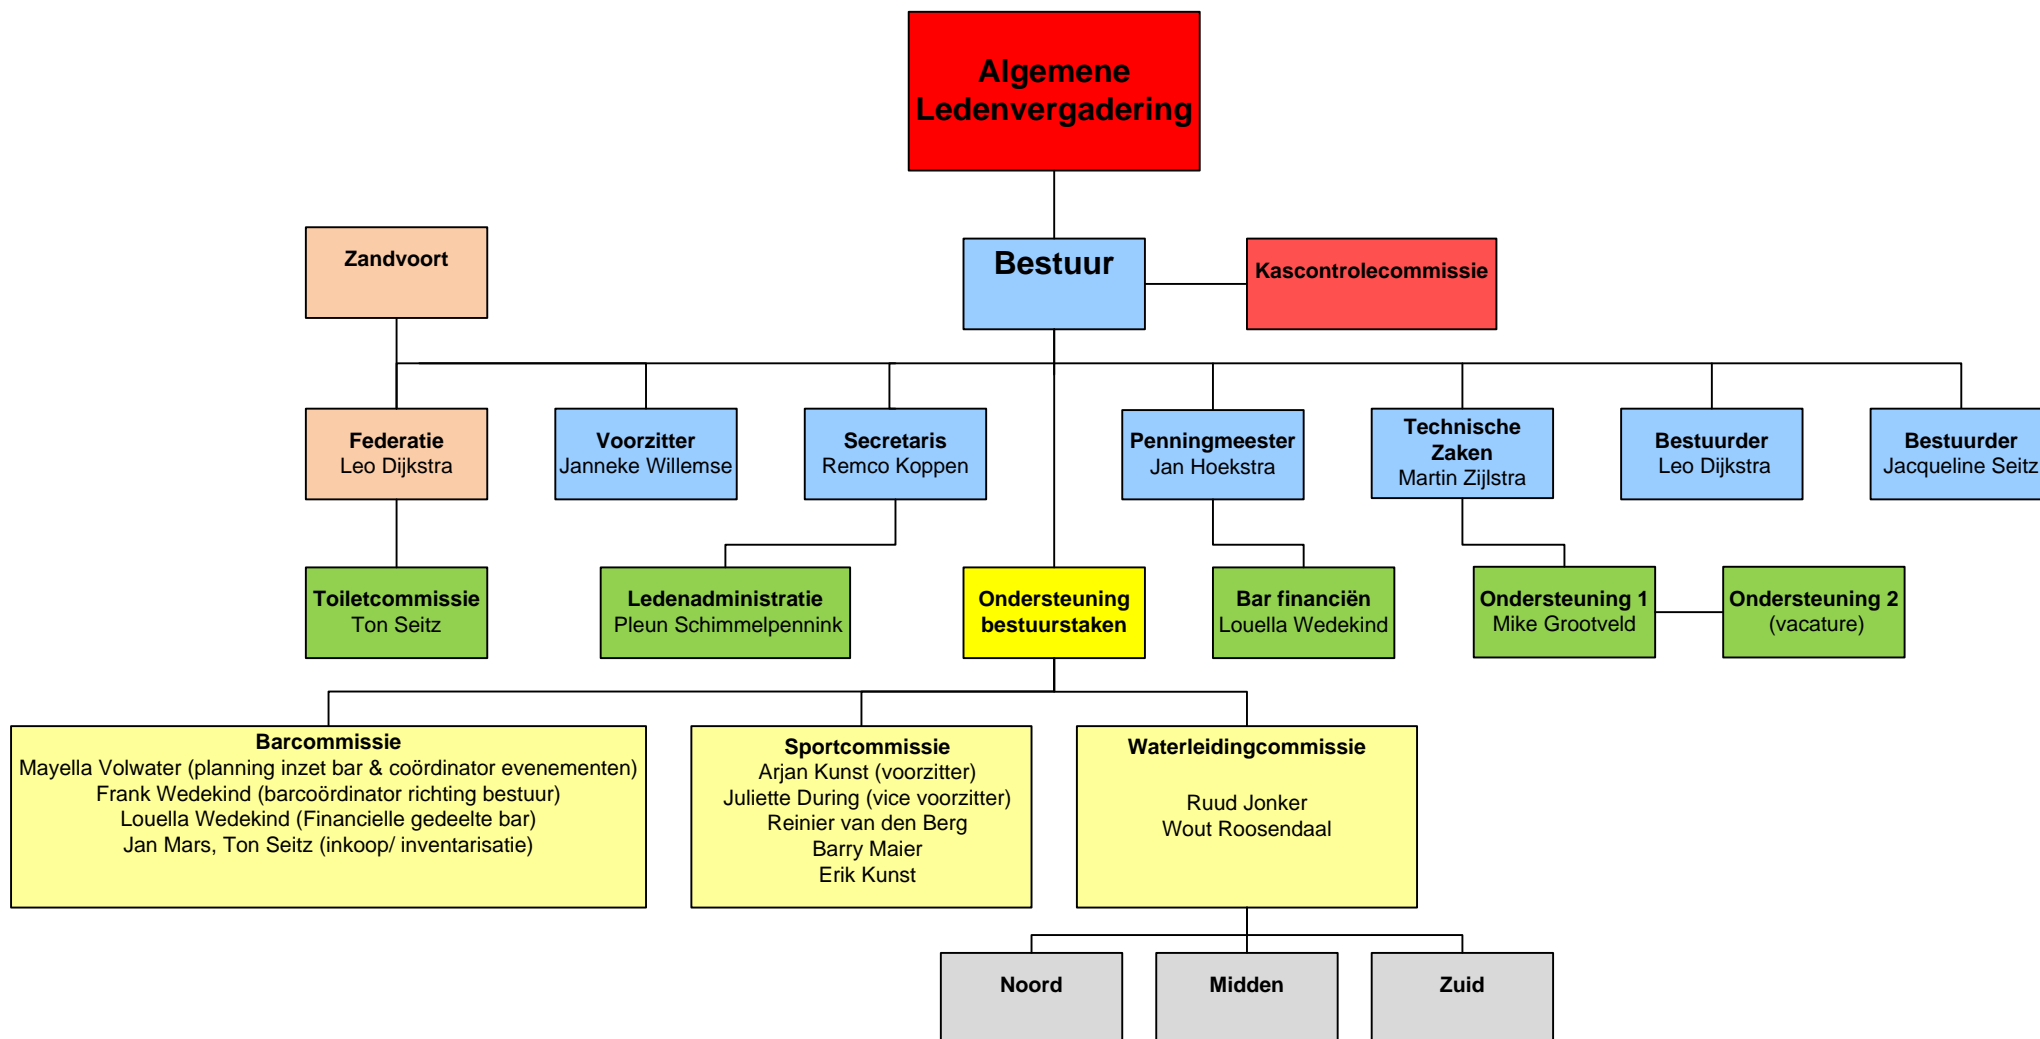 Algemene
Ledenvergadering
Zandvoort
Bestuur
Kascontrolecommissie
Federatie
Leo Dijkstra
Voorzitter
Janneke Willemse
Secretaris
Remco Koppen
Penningmeester
Jan Hoekstra
Technische
Zaken
Martin Zijlstra
Bestuurder
Leo Dijkstra
Bestuurder
Jacqueline Seitz
Toiletcommissie
Ton Seitz
Ledenadministratie
Pleun Schimmelpennink
Ondersteuning
bestuurstaken
Bar financiën
Louella Wedekind
Ondersteuning 1
Mike Grootveld
Ondersteuning 2
(vacature)
Barcommissie
Mayella Volwater (planning inzet bar & coördinator evenementen)
Frank Wedekind (barcoördinator richting bestuur)
Louella Wedekind (Financielle gedeelte bar)
Jan Mars, Ton Seitz (inkoop/ inventarisatie)
Sportcommissie
Arjan Kunst (voorzitter)
Juliette During (vice voorzitter)
Reinier van den Berg
Barry Maier
Erik Kunst
Waterleidingcommissie
Ruud Jonker
Wout Roosendaal
Noord
Midden
Zuid